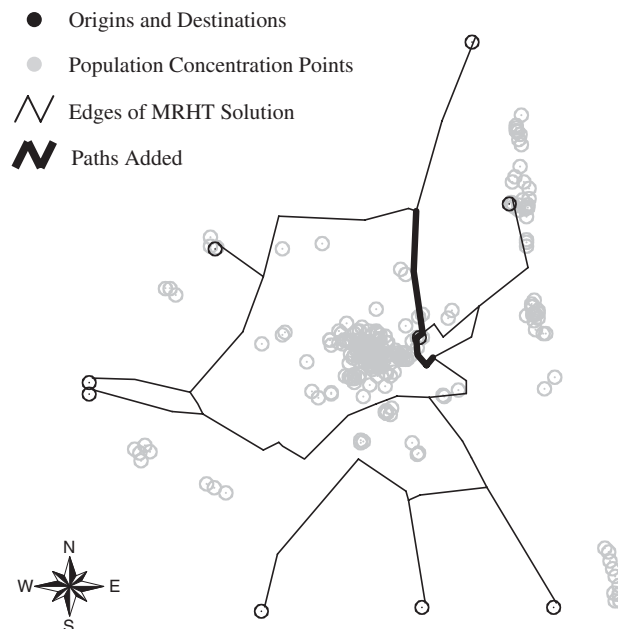 Origins and Destinations
Population Concentration Points
Edges of MRHT Solution
Paths Added
N
W E
S